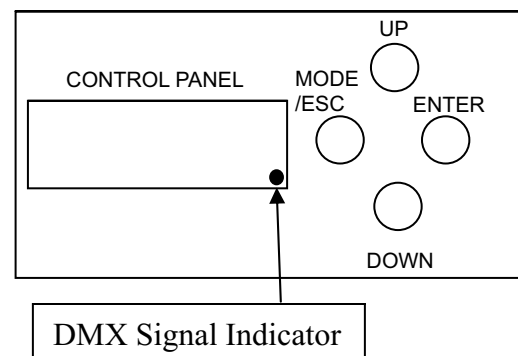 UP
CONTROL PANEL
MODE
/ESC
ENTER
DOWN
DMX Signal Indicator